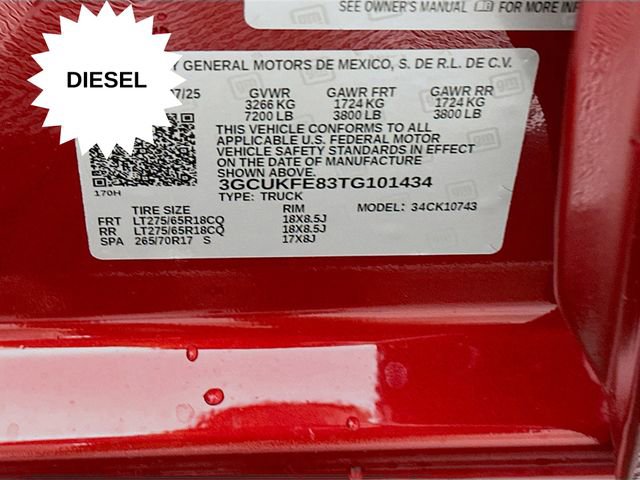 SEE OWNER'S MANUAL FOR MORE INF
DIESEL
GENERAL MOTORS DE MEXICO, S. DE R.L. DE C.V.
7/25 GVWR GAWR FRT GAWR RR
3266 KG 1724 KG 1724 KG
7200 LB 3800 LB 3800 LB
THIS VEHICLE CONFORMS TO ALL
APPLICABLE U.S. FEDERAL MOTOR
VEHICLE SAFETY STANDARDS IN EFFECT
ON THE DATE OF MANUFACTURE
SHOWN ABOVE.
3GCUKFE83TG101434
170H
TYPE: TRUCK
TIRE SIZE RIM MODEL: 34CK10743
FRT LT275/65R18CQ 18X8.5J
RR LT275/65R18CQ 18X8.5J
SPA 265/70R17 S 17X8J